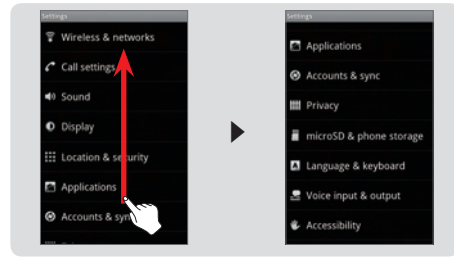 Settings
Wireless & networks
Call settings
Sound
Display
Location & security
Applications
Accounts & sync
Settings
Applications
Accounts & sync
Privacy
microSD & phone storage
Language & keyboard
Voice input & output
Accessibility